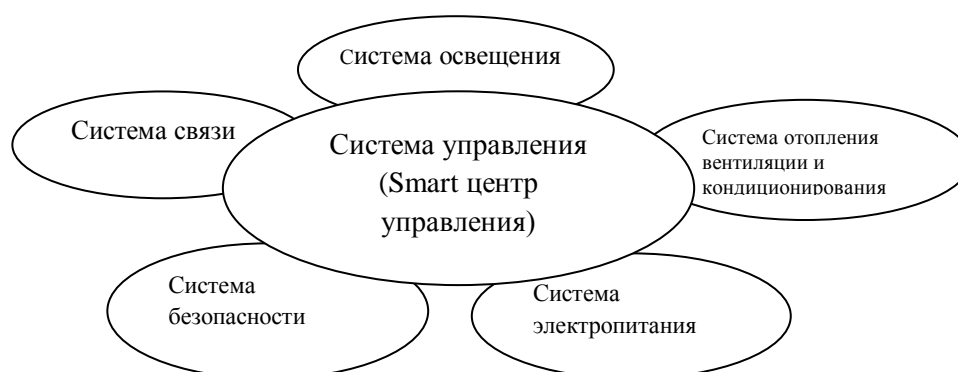 Система освещения
Система связи
Система управления
(Smart центр
управления)
Система отопления
вентиляции и
кондиционирования
Система
безопасности
Система
электропитания